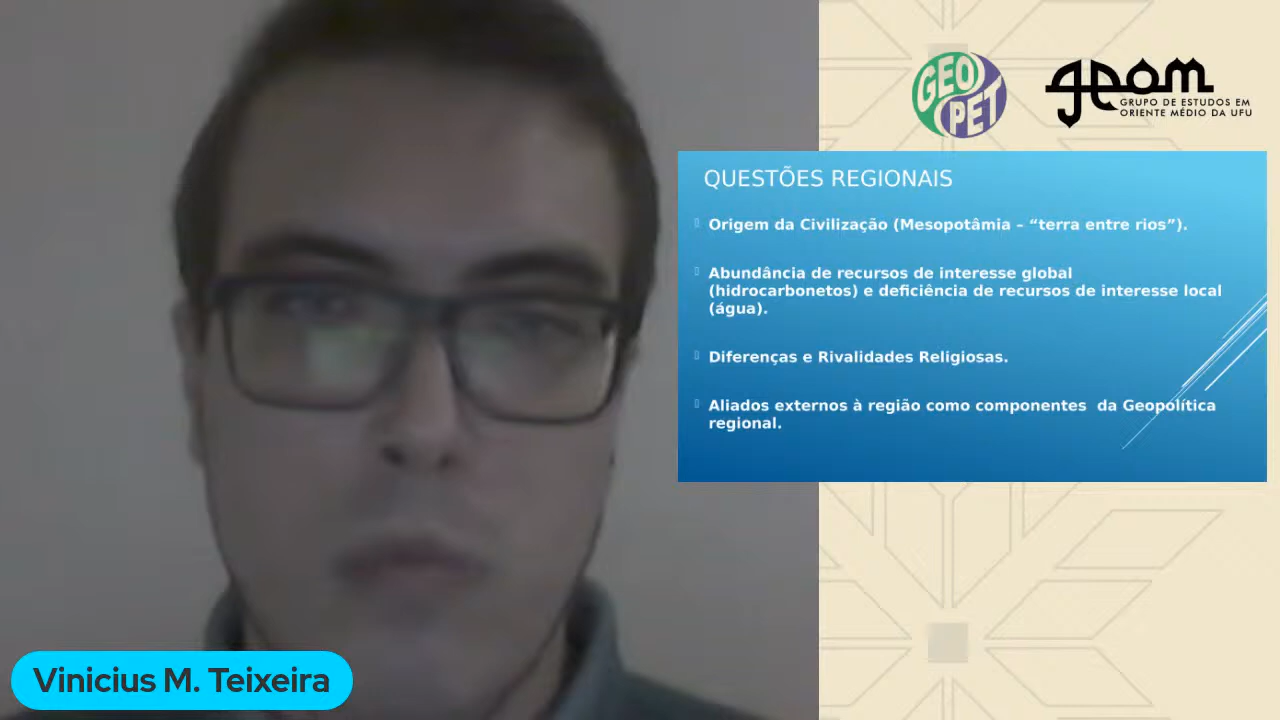 GEO
PET
geom
GRUPO DE ESTUDOS EM
ORIENTE MÉDIO DA UFU
QUESTÕES REGIONAIS
Origem da Civilização (Mesopotâmia – “terra entre rios”).
Abundância de recursos de interesse global
(hidrocarbonetos) e deficiência de recursos de interesse local
(água).
Diferenças e Rivalidades Religiosas.
Aliados externos à região como componentes da Geopolítica
regional.
Vinicius M. Teixeira